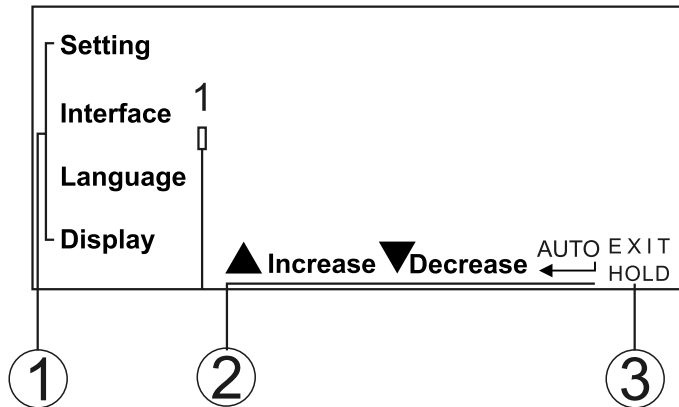 Setting
Interface 1
Language
Display
▲ Increase ▼ Decrease AUTO EXIT
HOLD
1 2 3